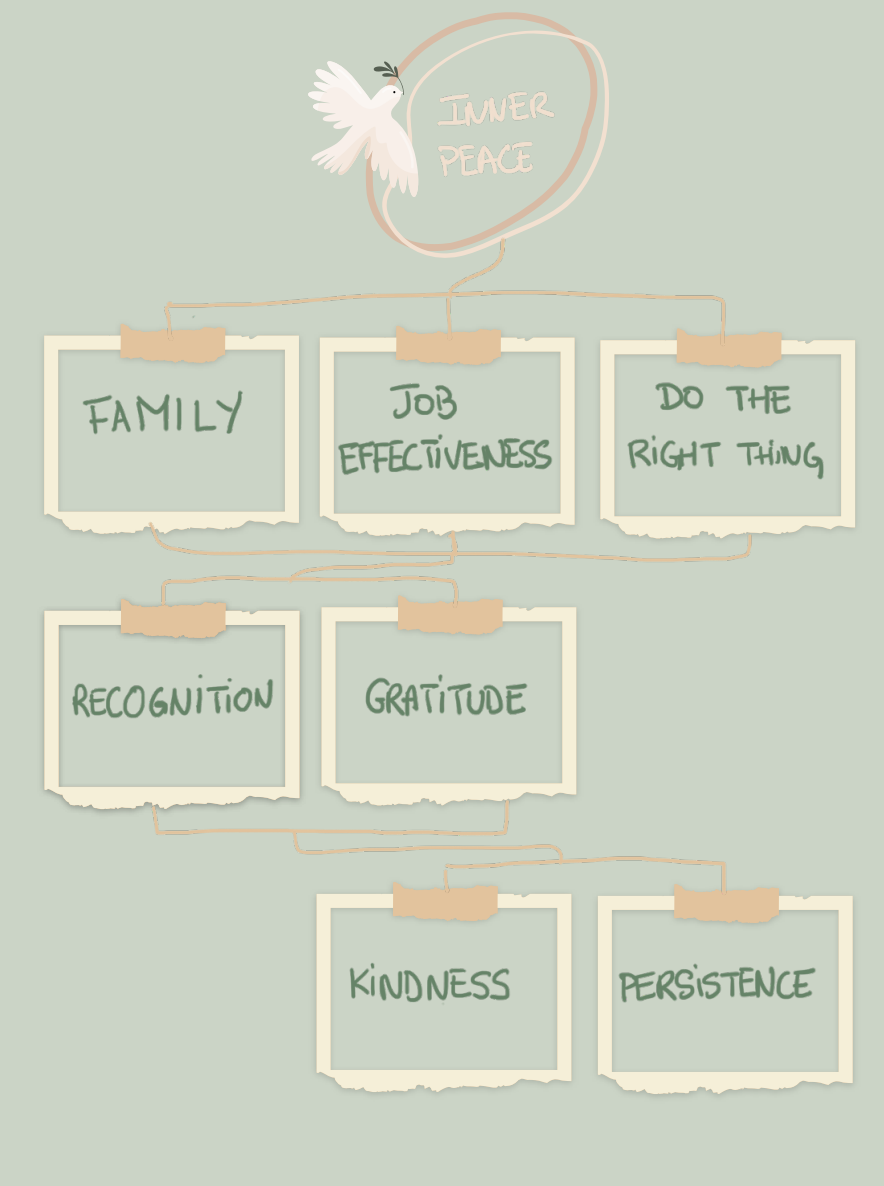 INNER
PEACE
FAMILY
JOB
EFFECTIVENESS
DO THE
RIGHT THING
RECOGNITION
GRATITUDE
KINDNESS
PERSISTENCE